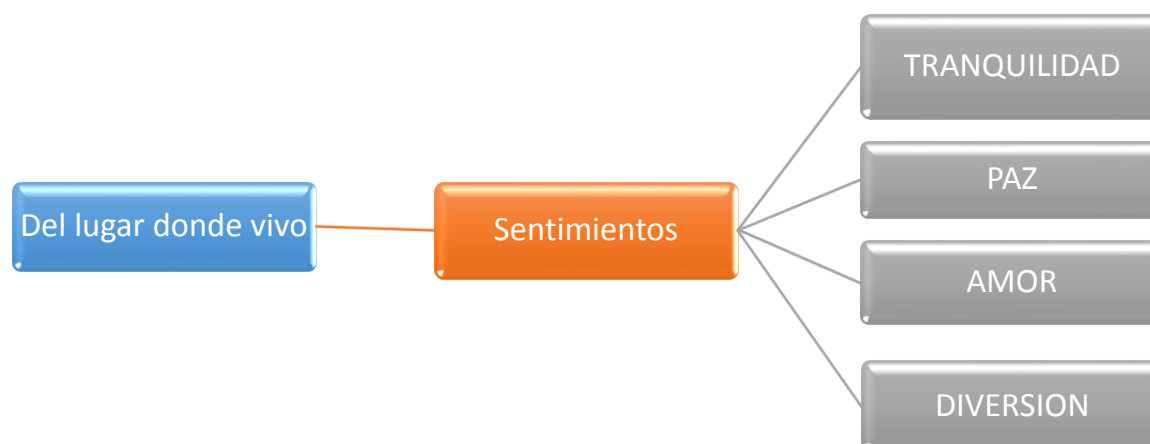 Del lugar donde vivo
Sentimientos
TRANQUILIDAD
PAZ
AMOR
DIVERSION